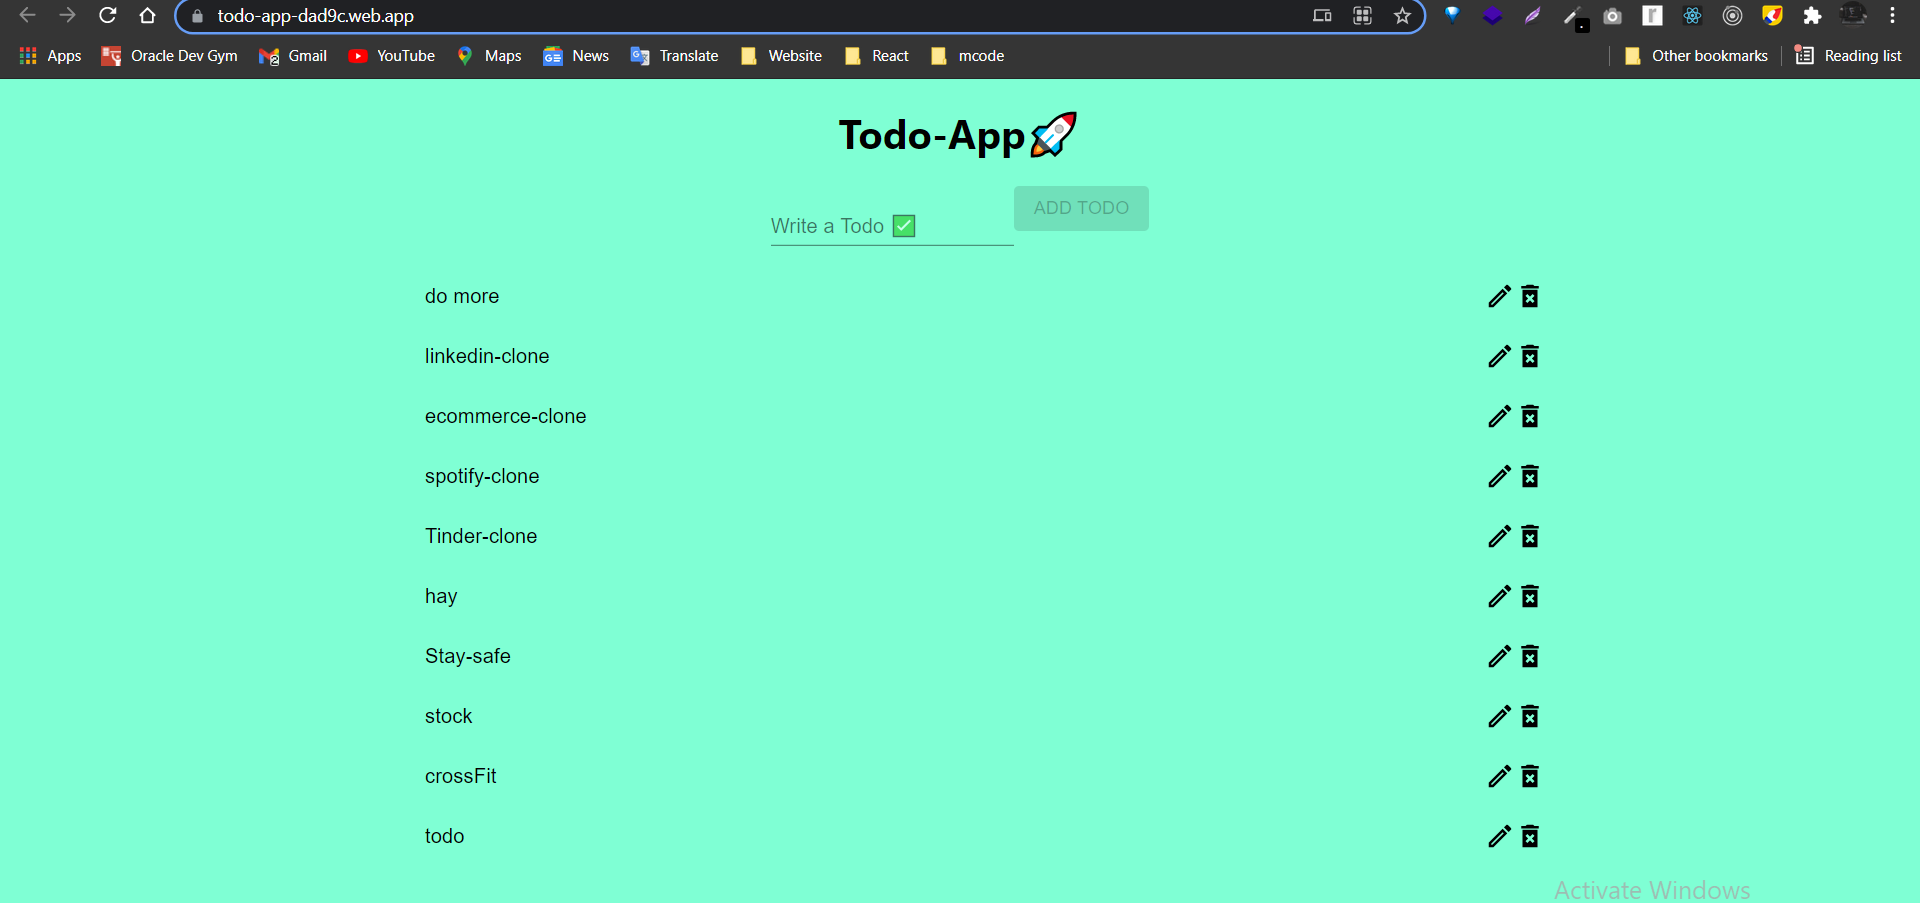 todo-app-dad9c.web.app
Apps Oracle Dev Gym Gmail YouTube Maps News Translate Website React mcode Other bookmarks Reading list
Todo-App🚀
Write a Todo ✅
ADD TODO
do more
linkedin-clone
ecommerce-clone
spotify-clone
Tinder-clone
hay
Stay-safe
stock
crossFit
todo
Activate Windows